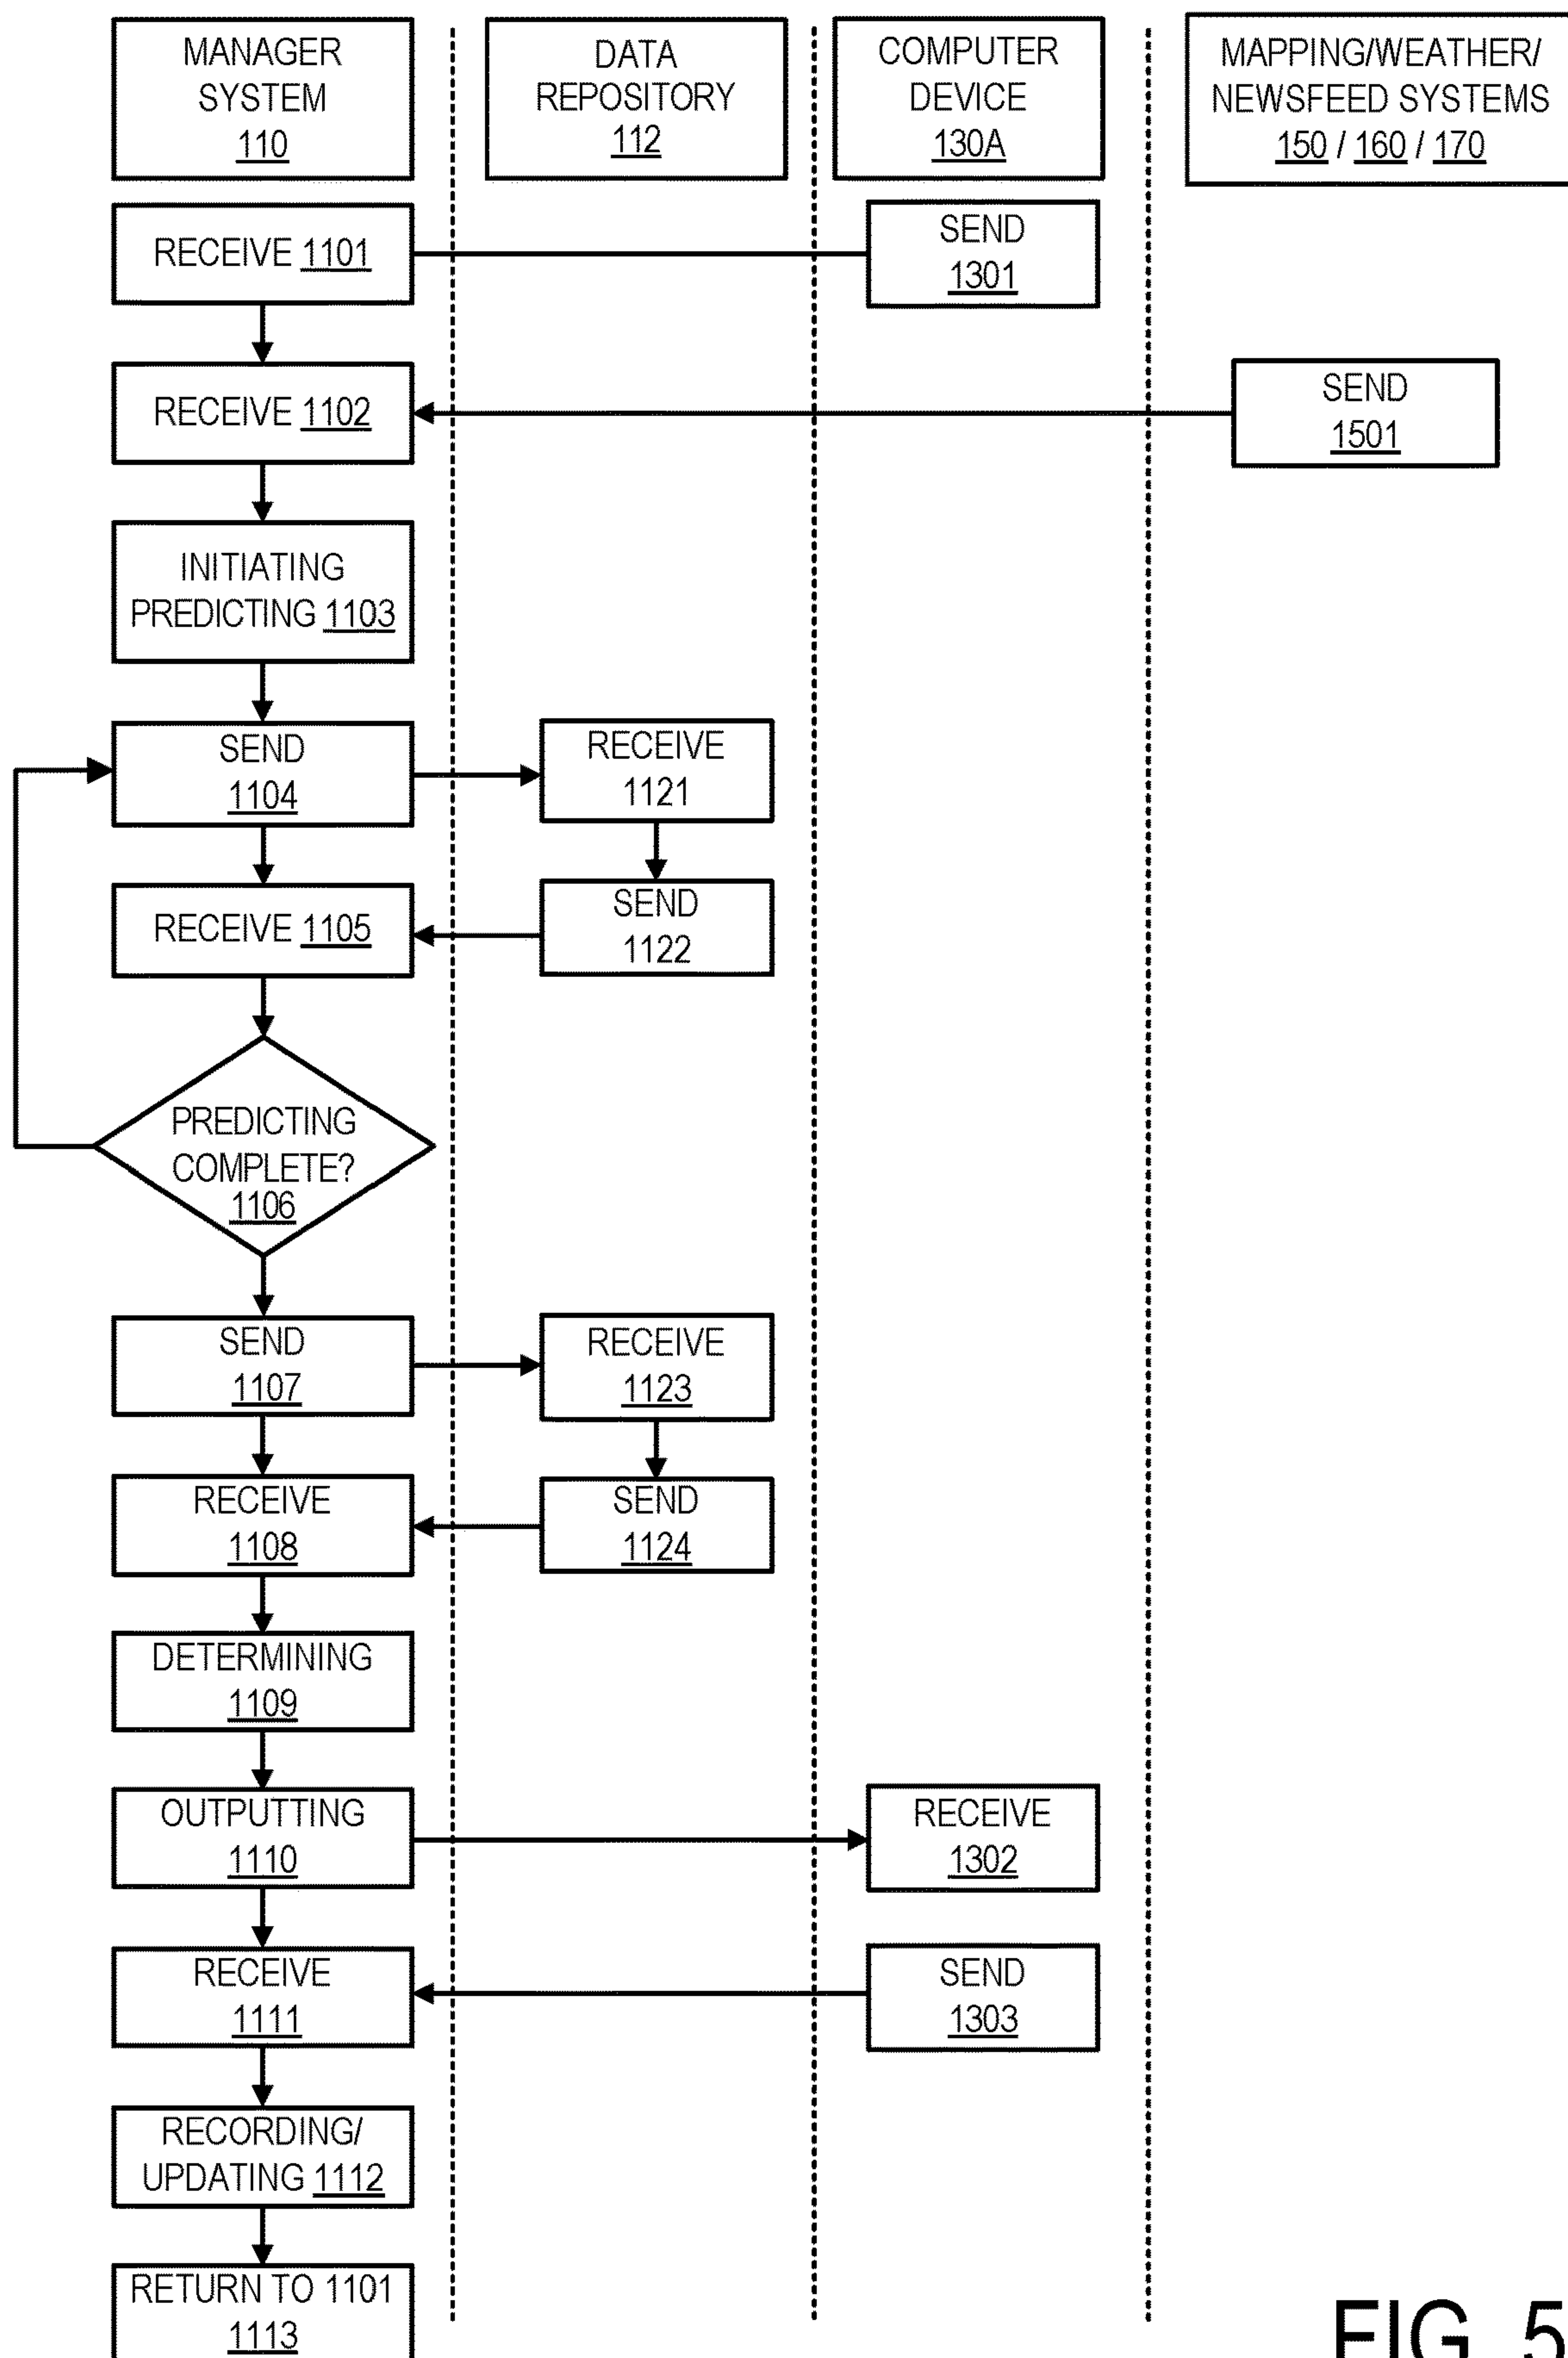 MANAGER
SYSTEM
110
DATA
REPOSITORY
112
COMPUTER
DEVICE
130A
MAPPING/WEATHER/
NEWSFEED SYSTEMS
150 / 160 / 170
RECEIVE 1101
SEND
1301
RECEIVE 1102
SEND
1501
INITIATING
PREDICTING 1103
SEND
1104
RECEIVE
1121
RECEIVE 1105
SEND
1122
PREDICTING
COMPLETE?
1106
SEND
1107
RECEIVE
1123
RECEIVE
1108
SEND
1124
DETERMINING
1109
OUTPUTTING
1110
RECEIVE
1302
RECEIVE
1111
SEND
1303
RECORDING/
UPDATING 1112
RETURN TO 1101
1113
FIG. 5